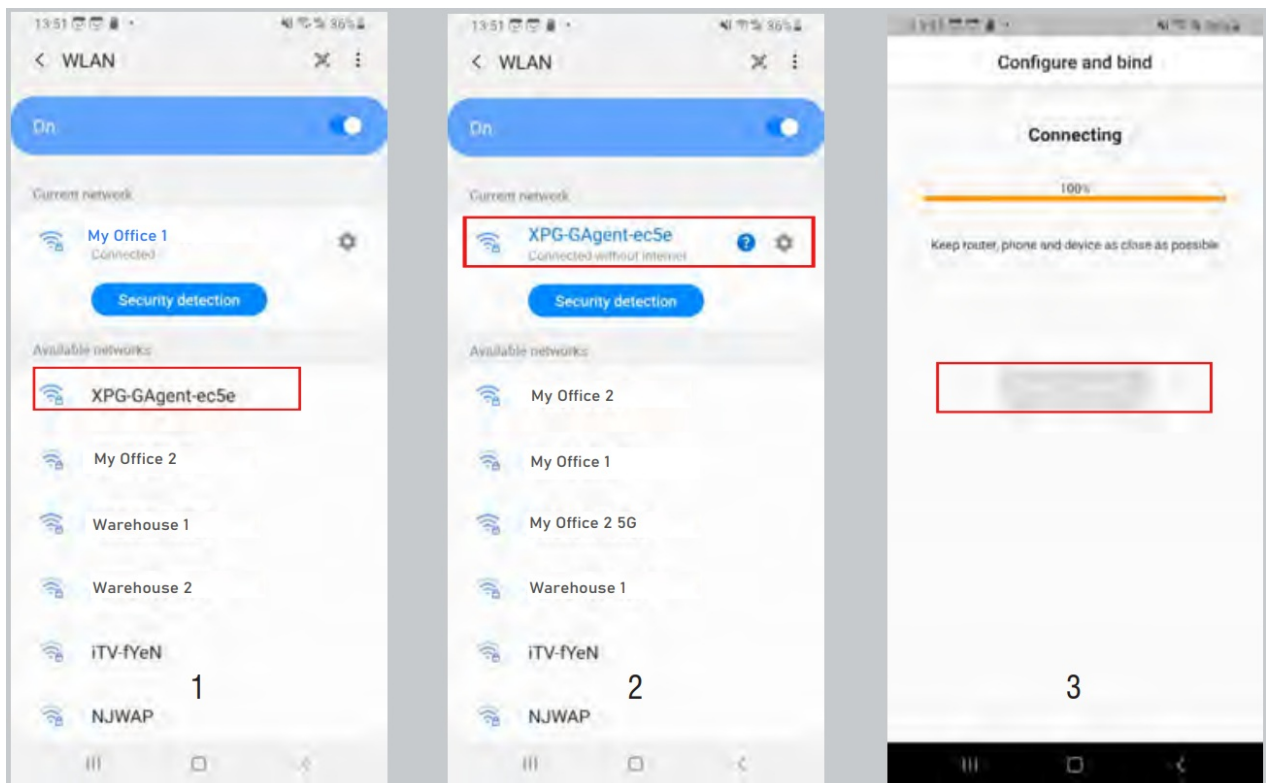 13:51
36%
WLAN
On
Current network
My Office 1
Connected
Security detection
Available networks
XPG-GAgent-ec5e
My Office 2
Warehouse 1
Warehouse 2
iTV-fYeN
1
NJWAP
13:51
36%
WLAN
On
Current network
XPG-GAgent-ec5e
?
Connected without internet
Security detection
Available networks
My Office 2
My Office 1
My Office 2 5G
Warehouse 1
iTV-fYeN
2
NJWAP
Configure and bind
Connecting
100%
Keep router, phone and device as close as possible
3